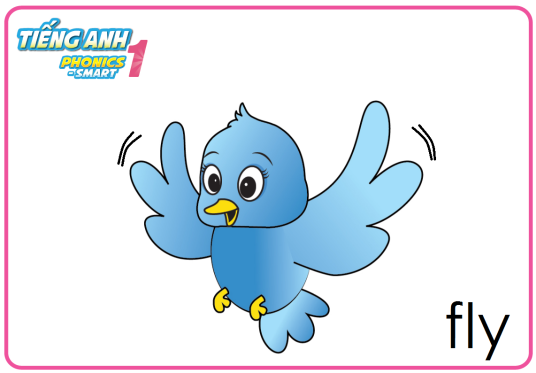 TIẾNG ANH
PHONICS
-SMART
1
fly